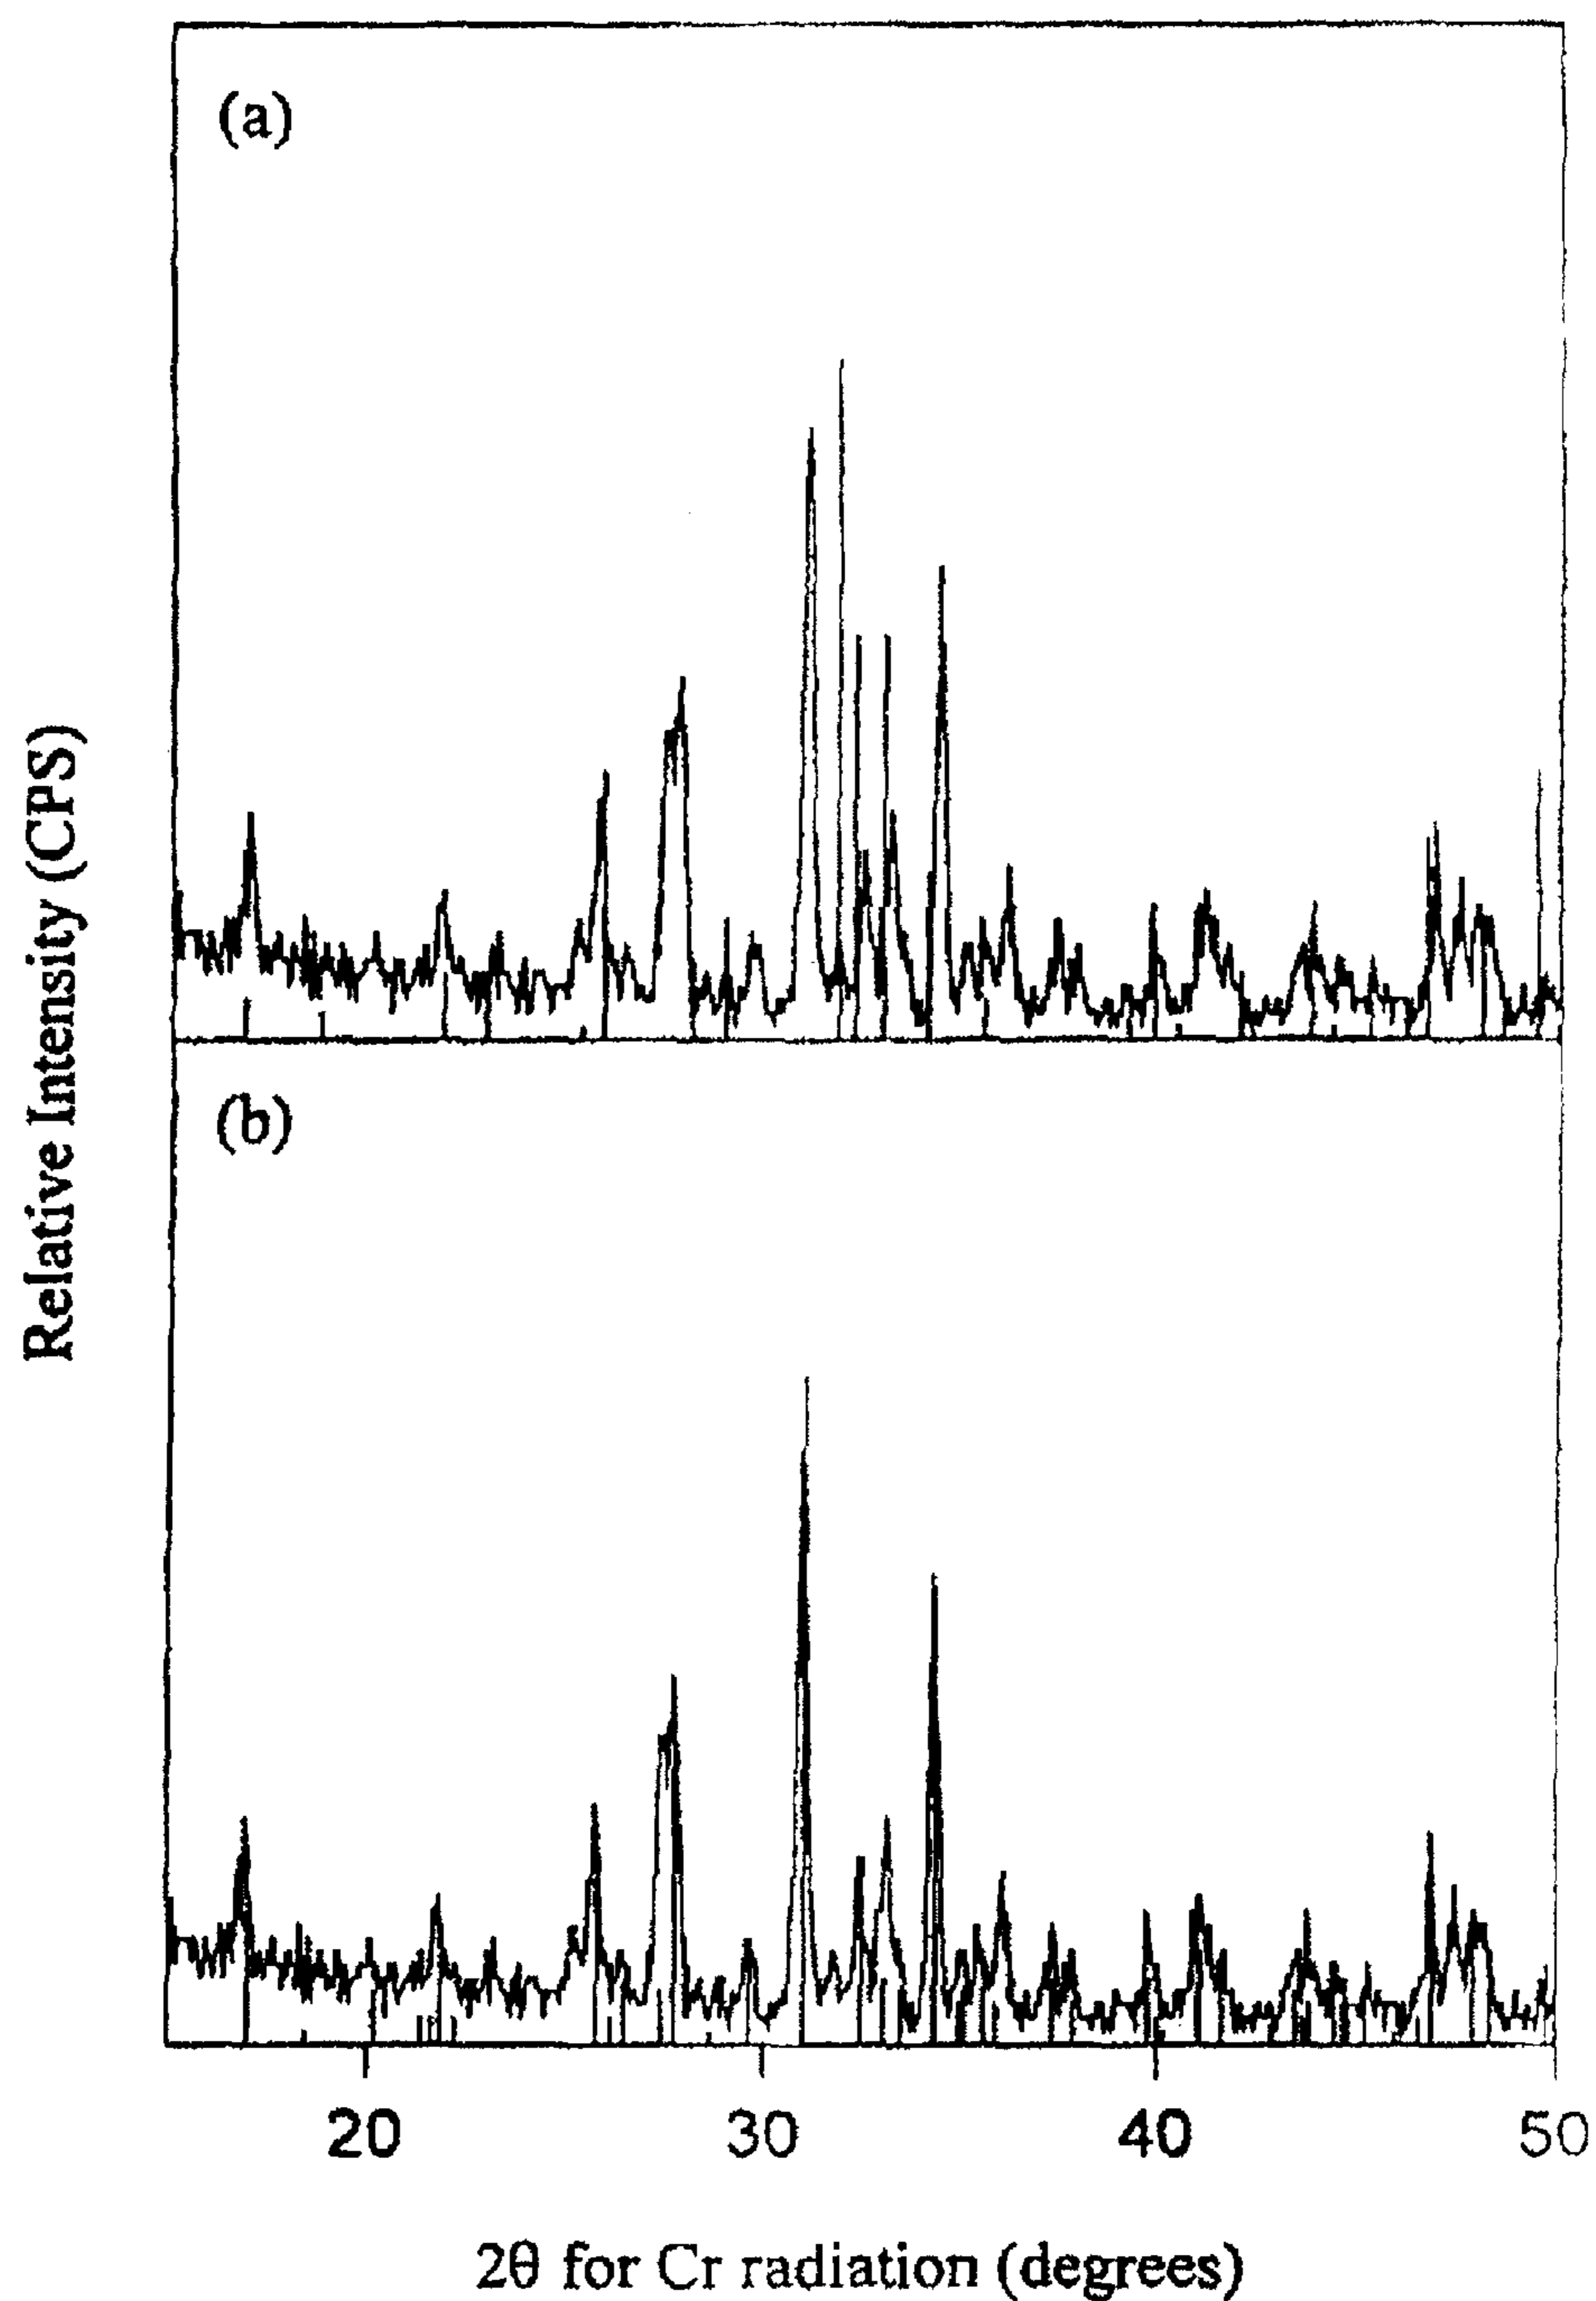 (a)
Relative Intensity (CPS)
(b)
20 30 40 50
2θ for Cr radiation (degrees)